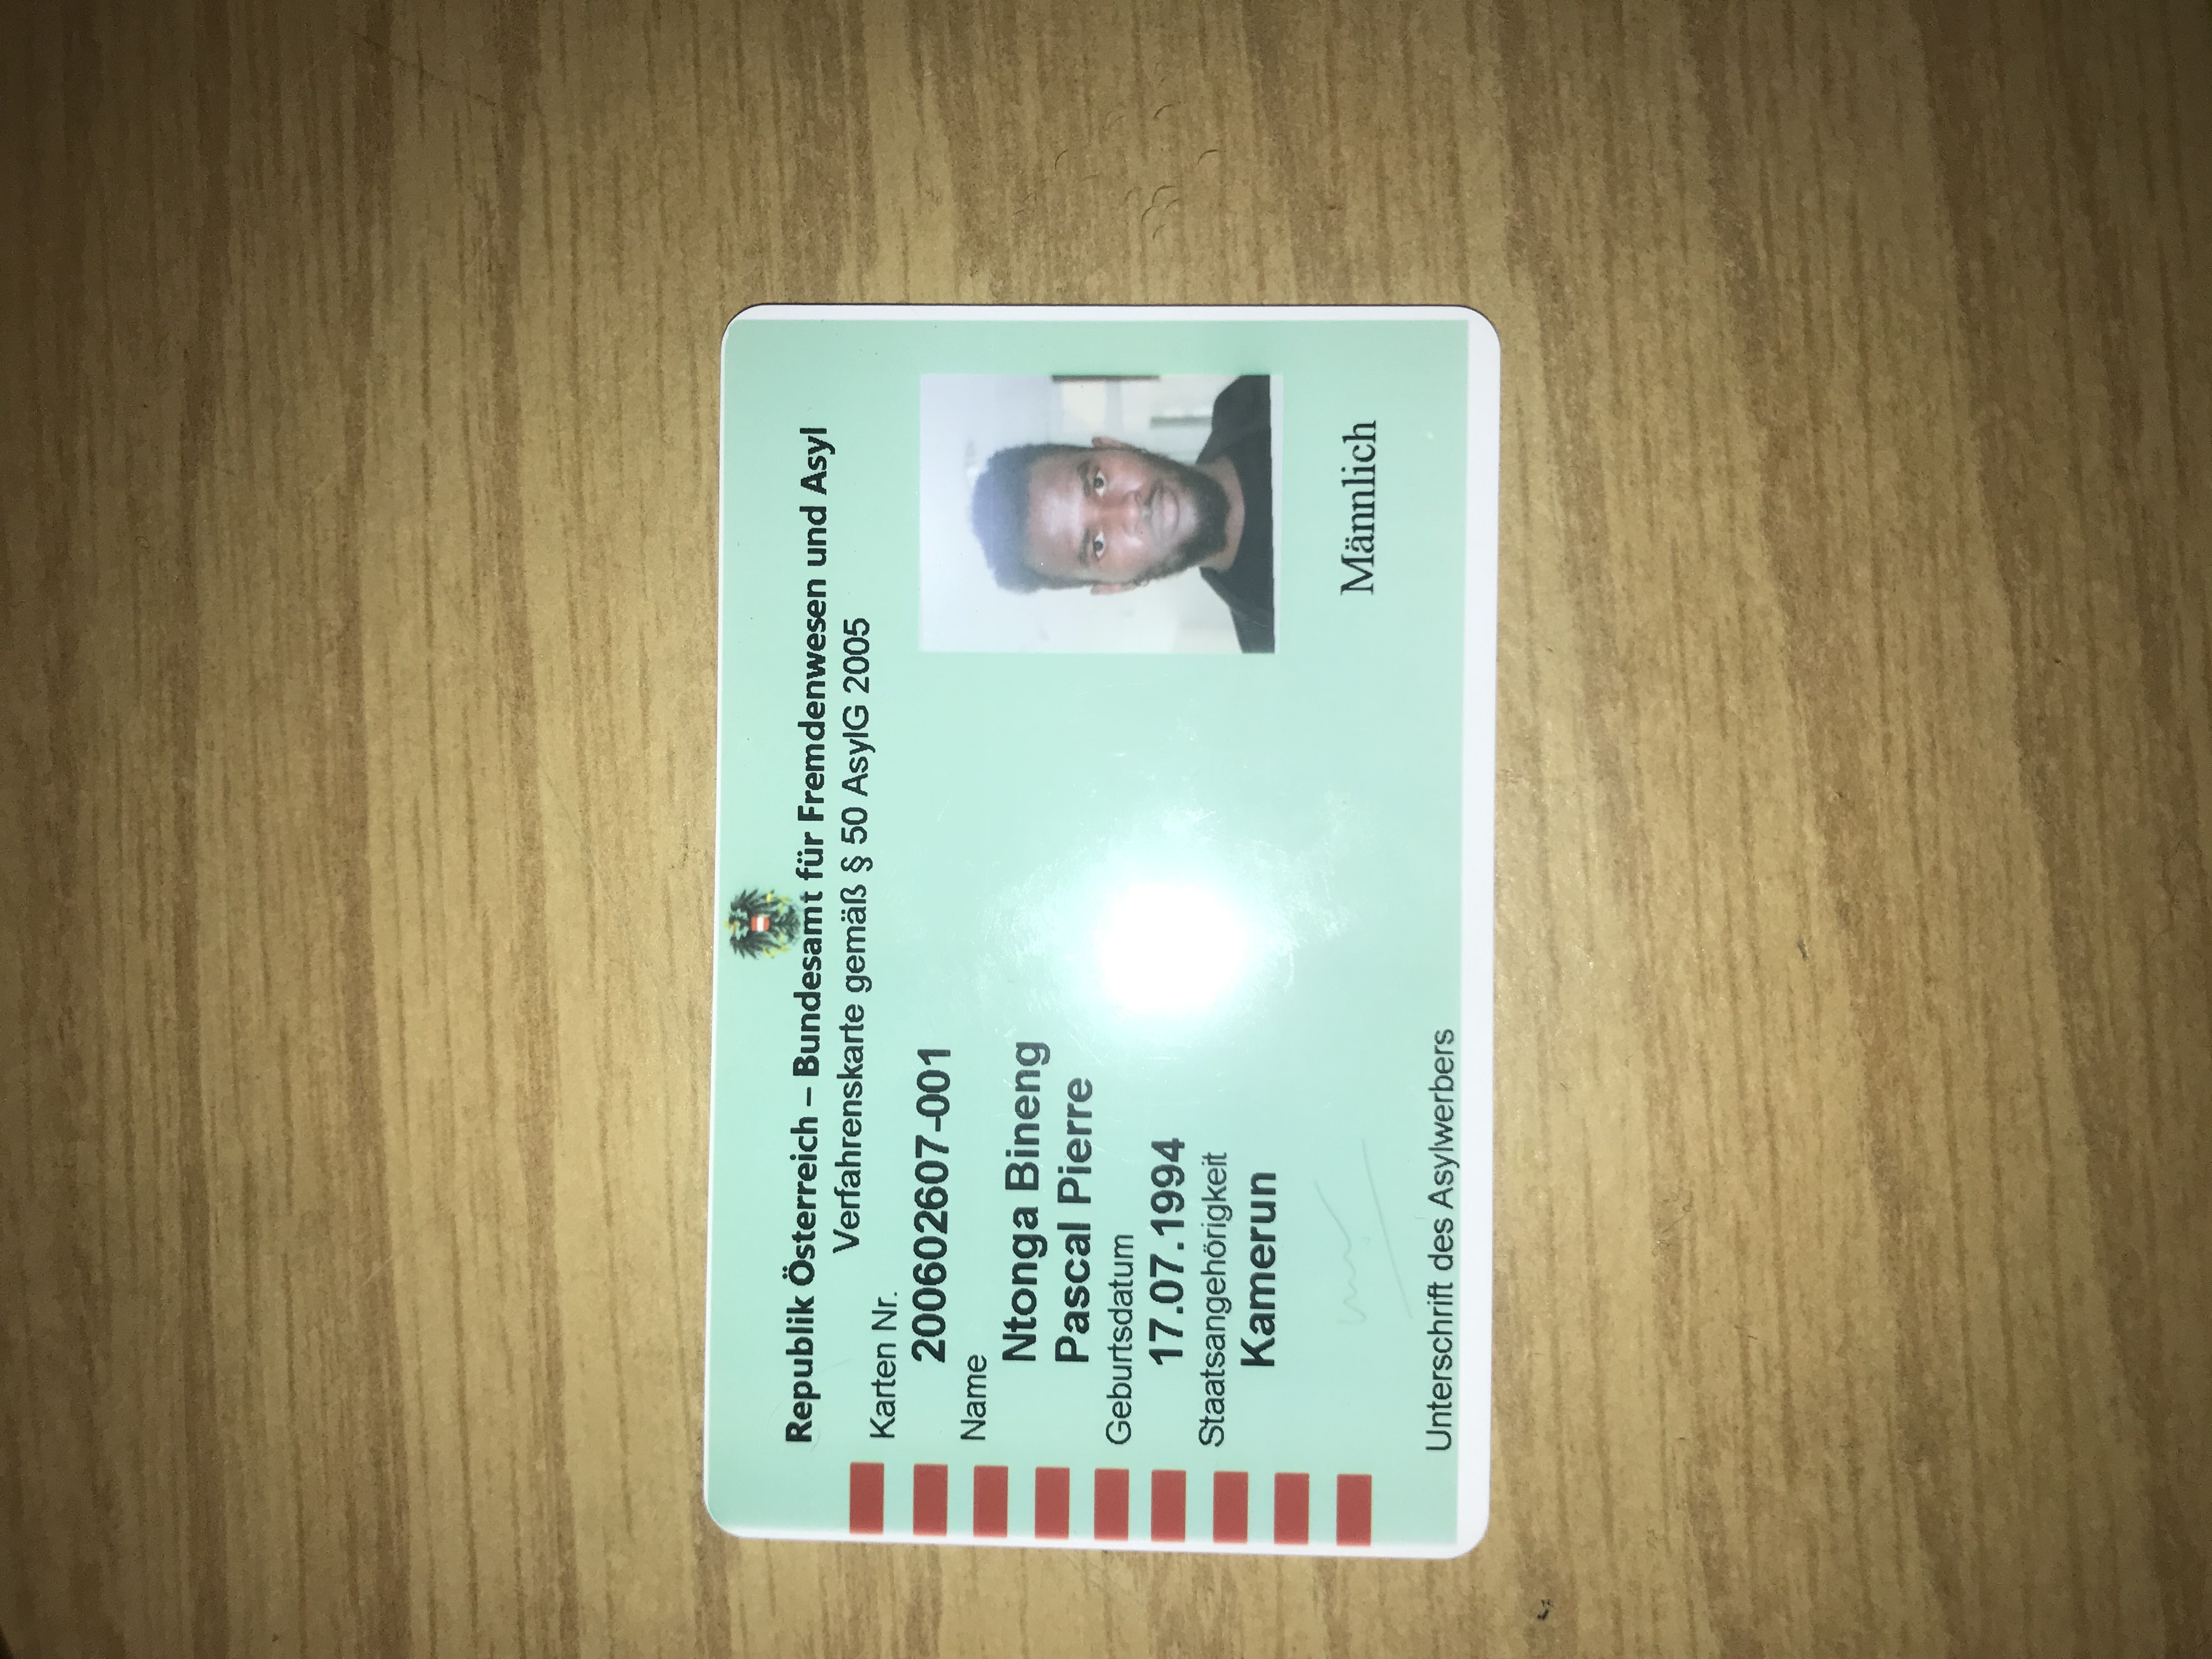 Republik Österreich – Bundesamt für Fremdenwesen und Asyl
Verfahrenskarte gemäß § 50 AsylG 2005
Karten Nr.
200602607-001
Name
Ntonga Bineng
Pascal Pierre
Geburtsdatum
17.07.1994
Staatsangehörigkeit
Kamerun
Männlich
Unterschrift des Asylwerbers